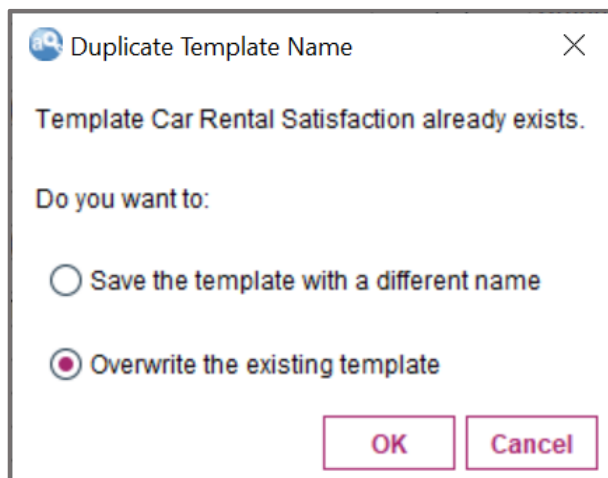 Duplicate Template Name
Template Car Rental Satisfaction already exists.
Do you want to:
Save the template with a different name
Overwrite the existing template
OK Cancel